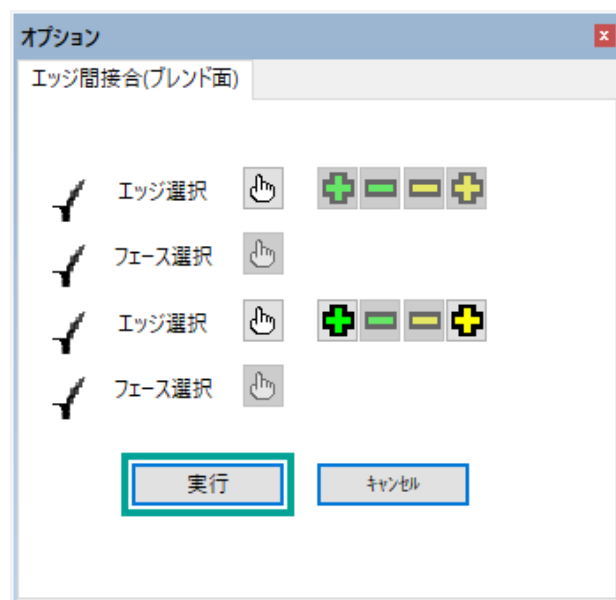 オプション
エッジ間接合(ブレンド面)
エッジ選択
フェース選択
エッジ選択
フェース選択
実行
ｷｬﾝｾﾙ